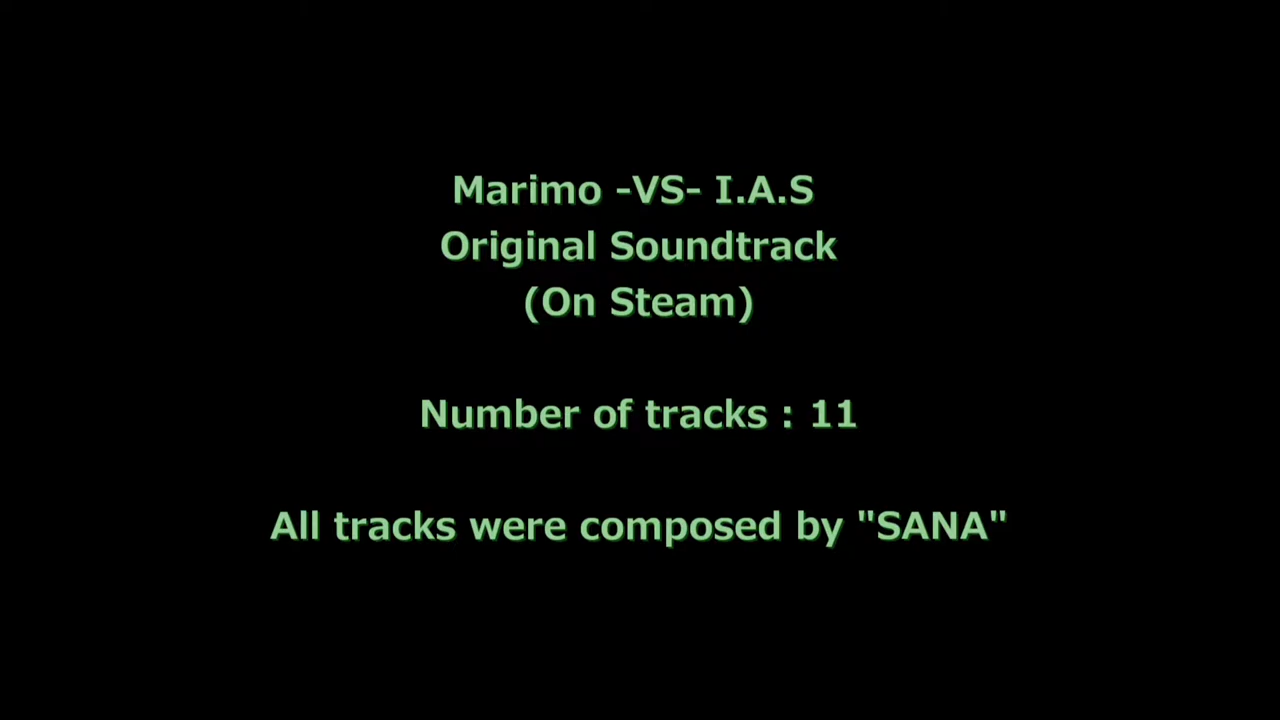 Marimo -VS- I.A.S
Original Soundtrack
(On Steam)
Number of tracks : 11
All tracks were composed by "SANA"